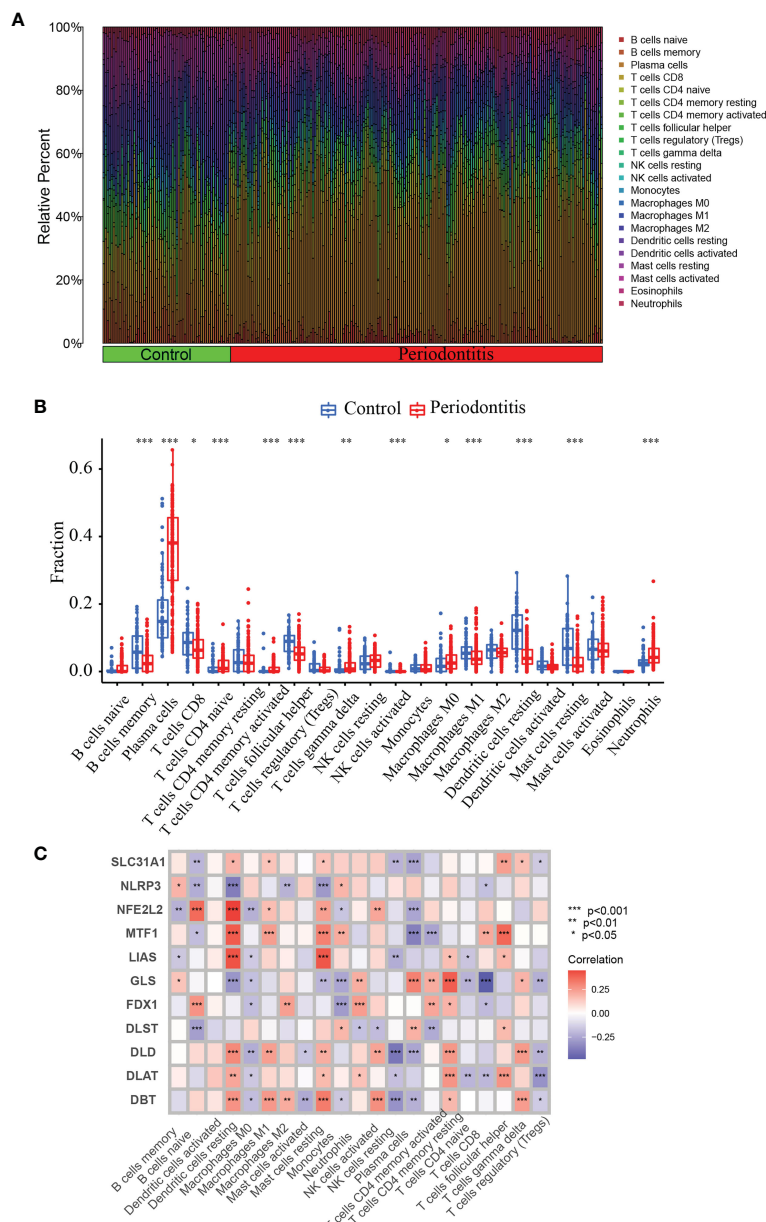 A
100%
80%
60%
40%
20%
0%
Relative Percent
Control
Periodontitis
B cells naive
B cells memory
Plasma cells
T cells CD8
T cells CD4 naive
T cells CD4 memory resting
T cells CD4 memory activated
T cells follicular helper
T cells regulatory (Tregs)
T cells gamma delta
NK cells resting
NK cells activated
Monocytes
Macrophages M0
Macrophages M1
Macrophages M2
Dendritic cells resting
Dendritic cells activated
Mast cells resting
Mast cells activated
Eosinophils
Neutrophils
B
Control Periodontitis
*** *** * *** *** *** ** *** * *** *** *** ***
0.6
0.4
0.2
0.0
Fraction
B cells naive
B cells memory
Plasma cells
T cells CD8
T cells CD4 naive
T cells CD4 memory resting
T cells CD4 memory activated
T cells follicular helper
T cells regulatory (Tregs)
T cells gamma delta
NK cells resting
NK cells activated
Monocytes
Macrophages M0
Macrophages M1
Macrophages M2
Dendritic cells resting
Dendritic cells activated
Mast cells resting
Mast cells activated
Eosinophils
Neutrophils
C
SLC31A1 ** * * * ** *** ** * *
NLRP3 * ** *** ** *** * *
NFE2L2 ** *** *** ** * ** * ** ***
MTF1 * *** *** *** ** *** *** ** ***
LIAS * *** * *** ** * * *
GLS * *** * ** *** ** *** ** *** ** *** * **
FDX1 *** * ** *** *** ** * *
DLST *** * * * ** ** *
DLD *** ** ** * ** ** *** *** *** *** **
DLAT ** * * * * *** ** ** *** ***
DBT *** * *** ** ** *** * *** *** ** * *** *
*** p<0.001
** p<0.01
* p<0.05
Correlation
0.25
0.00
−0.25
B cells memory
B cells naive
Dendritic cells activated
Dendritic cells resting
Macrophages M0
Macrophages M1
Macrophages M2
Mast cells activated
Mast cells resting
Monocytes
Neutrophils
NK cells activated
NK cells resting
Plasma cells
T cells CD4 memory activated
T cells CD4 memory resting
T cells CD4 naive
T cells CD8
T cells follicular helper
T cells gamma delta
T cells regulatory (Tregs)